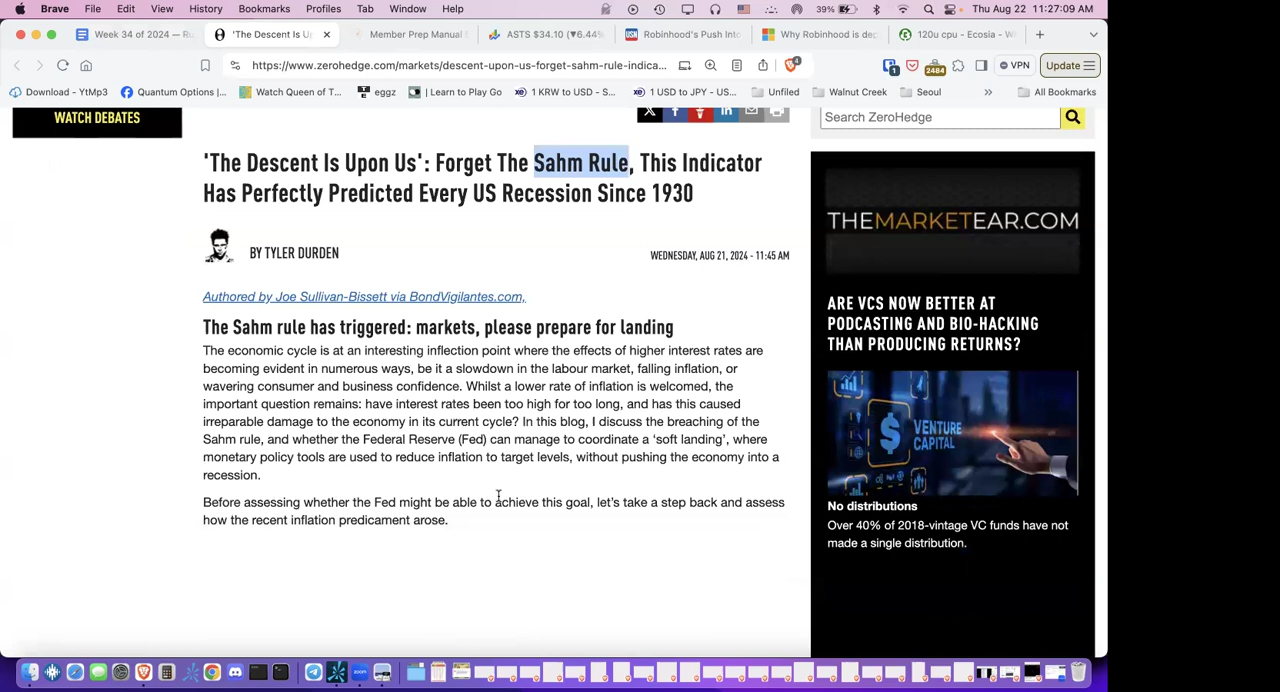 Brave File Edit View History Bookmarks Profiles Tab Window Help 39% Thu Aug 22 11:27:09 AM
Week 34 of 2024 — Ru 'The Descent Is U Member Prep Manual ASTS $34.10 (▼6.44% Robinhood's Push Into Why Robinhood is de 120u cpu - Ecosia - W
https://www.zerohedge.com/markets/descent-upon-us-forget-sahm-rule-indica... 4 1 2484 VPN Update
Download - YtMp3 Quantum Options |... Watch Queen of T... eggz | Learn to Play Go 1 KRW to USD - S... 1 USD to JPY - US... Unfiled Walnut Creek Seoul » All Bookmarks
WATCH DEBATES
Search ZeroHedge
'The Descent Is Upon Us': Forget The Sahm Rule, This Indicator
Has Perfectly Predicted Every US Recession Since 1930
BY TYLER DURDEN
WEDNESDAY, AUG 21, 2024 - 11:45 AM
Authored by Joe Sullivan-Bissett via BondVigilantes.com,
The Sahm rule has triggered: markets, please prepare for landing
The economic cycle is at an interesting inflection point where the effects of higher interest rates are
becoming evident in numerous ways, be it a slowdown in the labour market, falling inflation, or
wavering consumer and business confidence. Whilst a lower rate of inflation is welcomed, the
important question remains: have interest rates been too high for too long, and has this caused
irreparable damage to the economy in its current cycle? In this blog, I discuss the breaching of the
Sahm rule, and whether the Federal Reserve (Fed) can manage to coordinate a ‘soft landing’, where
monetary policy tools are used to reduce inflation to target levels, without pushing the economy into a
recession.
Before assessing whether the Fed might be able to achieve this goal, let’s take a step back and assess
how the recent inflation predicament arose.
THEMARKETEAR.COM
ARE VCS NOW BETTER AT
PODCASTING AND BIO-HACKING
THAN PRODUCING RETURNS?
VENTURE
CAPITAL
No distributions
Over 40% of 2018-vintage VC funds have not
made a single distribution.